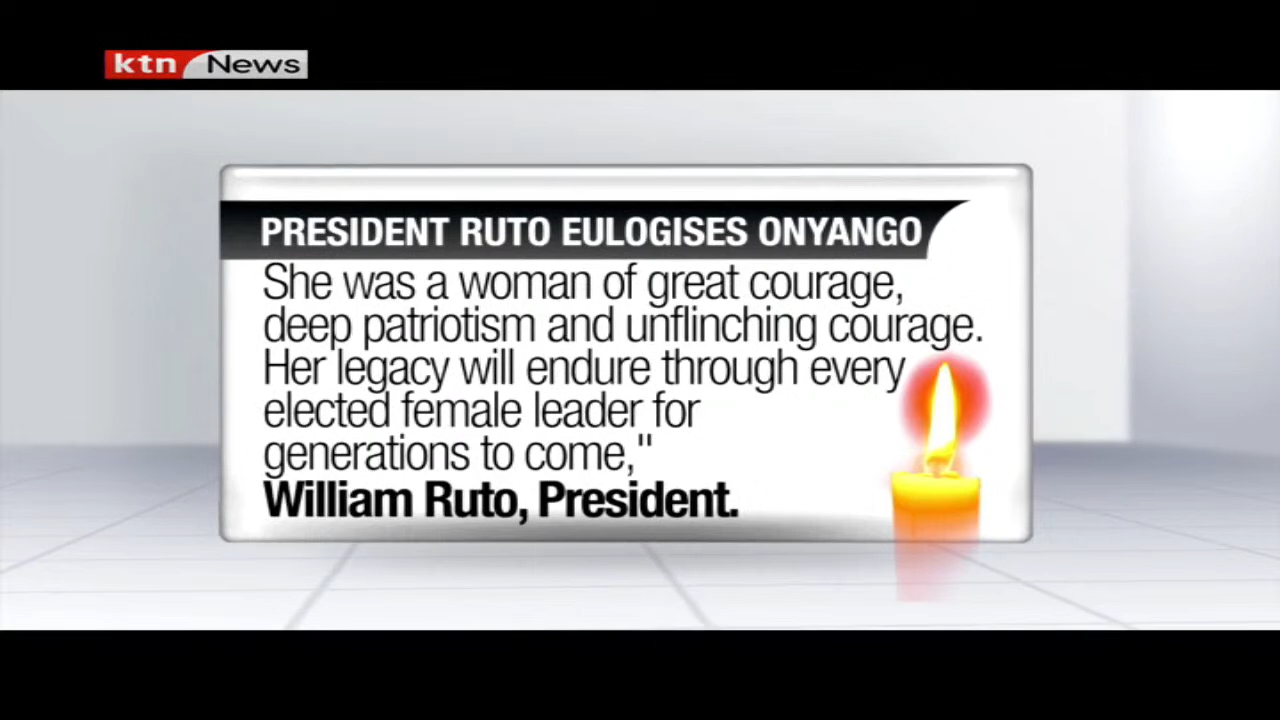 ktn News
PRESIDENT RUTO EULOGISES ONYANGO
She was a woman of great courage,
deep patriotism and unflinching courage.
Her legacy will endure through every
elected female leader for
generations to come,"
William Ruto, President.